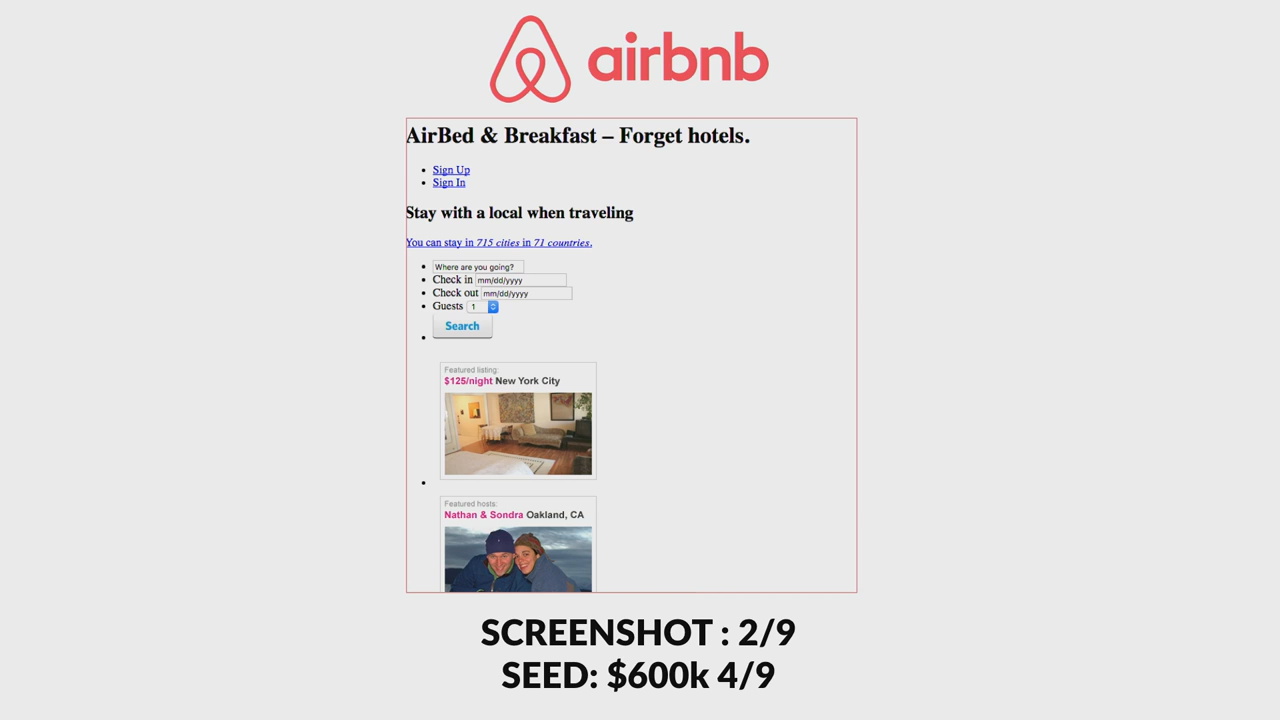 airbnb
AirBed & Breakfast – Forget hotels.
Sign Up
Sign In
Stay with a local when traveling
You can stay in 715 cities in 71 countries.
Where are you going?
Check in mm/dd/yyyy
Check out mm/dd/yyyy
Guests 1
Search
Featured listing:
$125/night New York City
Featured hosts:
Nathan & Sondra Oakland, CA
SCREENSHOT : 2/9
SEED: $600k 4/9